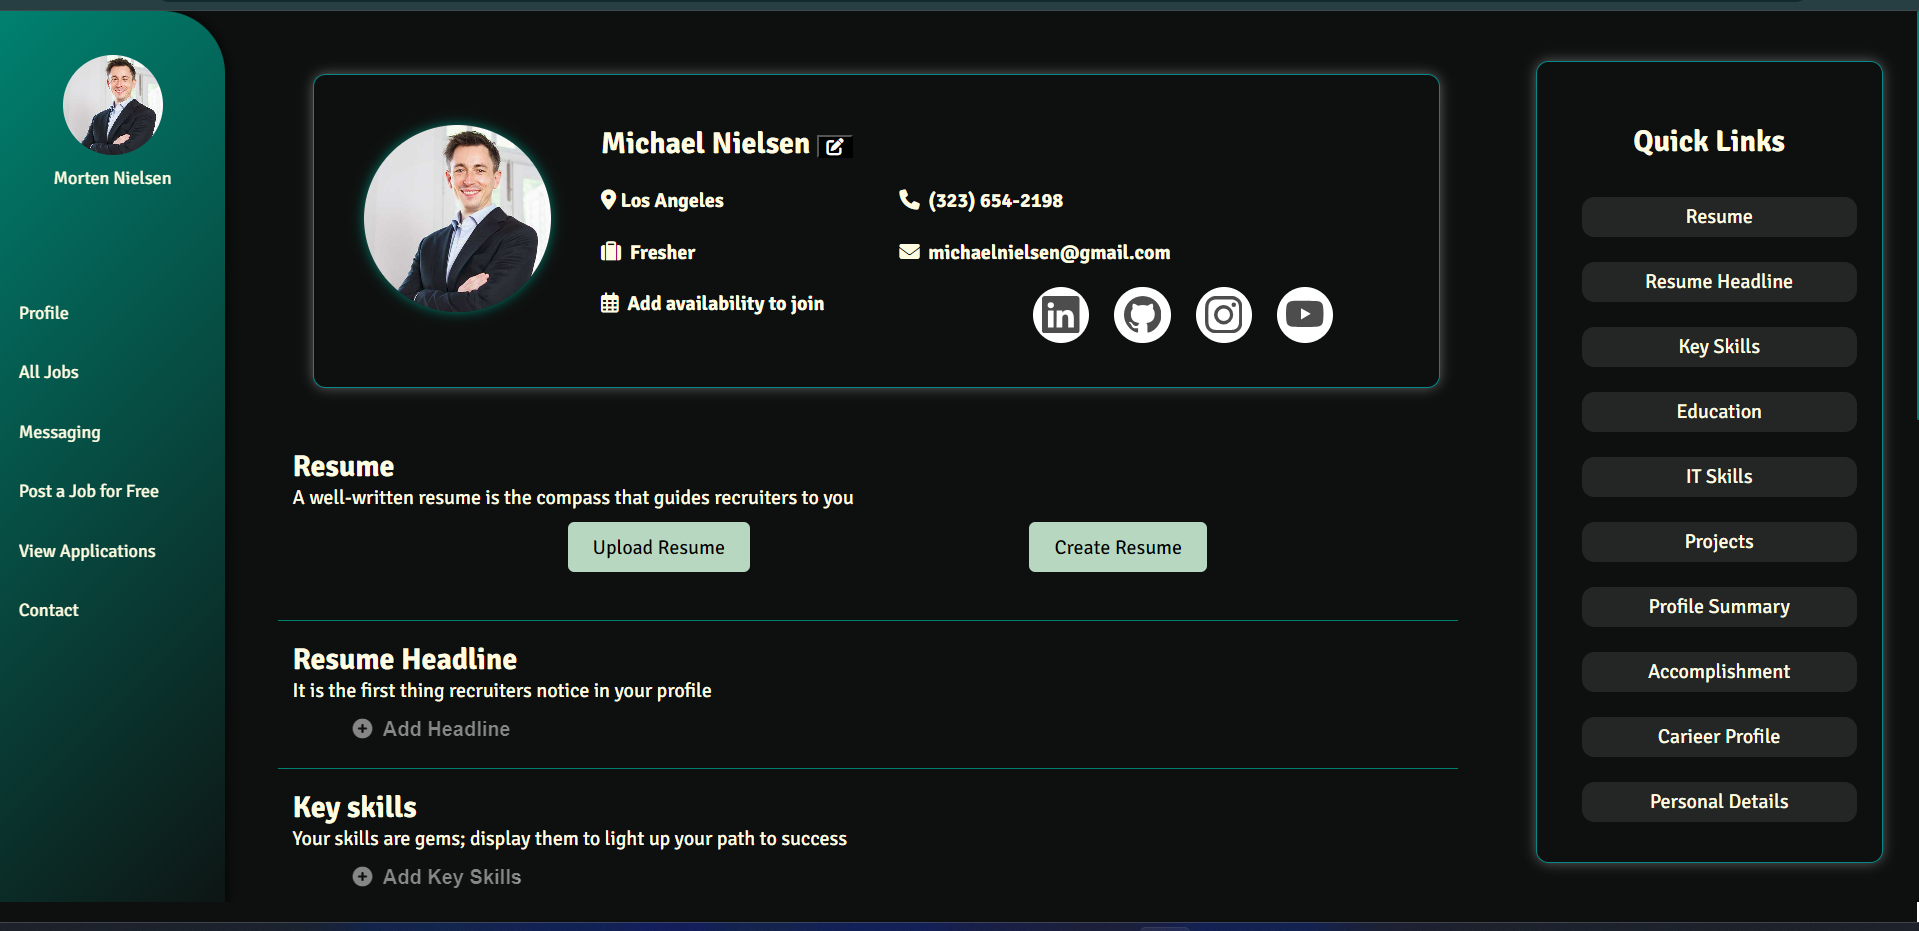 Morten Nielsen
Profile
All Jobs
Messaging
Post a Job for Free
View Applications
Contact
Michael Nielsen
Los Angeles
(323) 654-2198
Fresher
michaelnielsen@gmail.com
Add availability to join
in
Resume
A well-written resume is the compass that guides recruiters to you
Upload Resume
Create Resume
Resume Headline
It is the first thing recruiters notice in your profile
Add Headline
Key skills
Your skills are gems; display them to light up your path to success
Add Key Skills
Quick Links
Resume
Resume Headline
Key Skills
Education
IT Skills
Projects
Profile Summary
Accomplishment
Carieer Profile
Personal Details